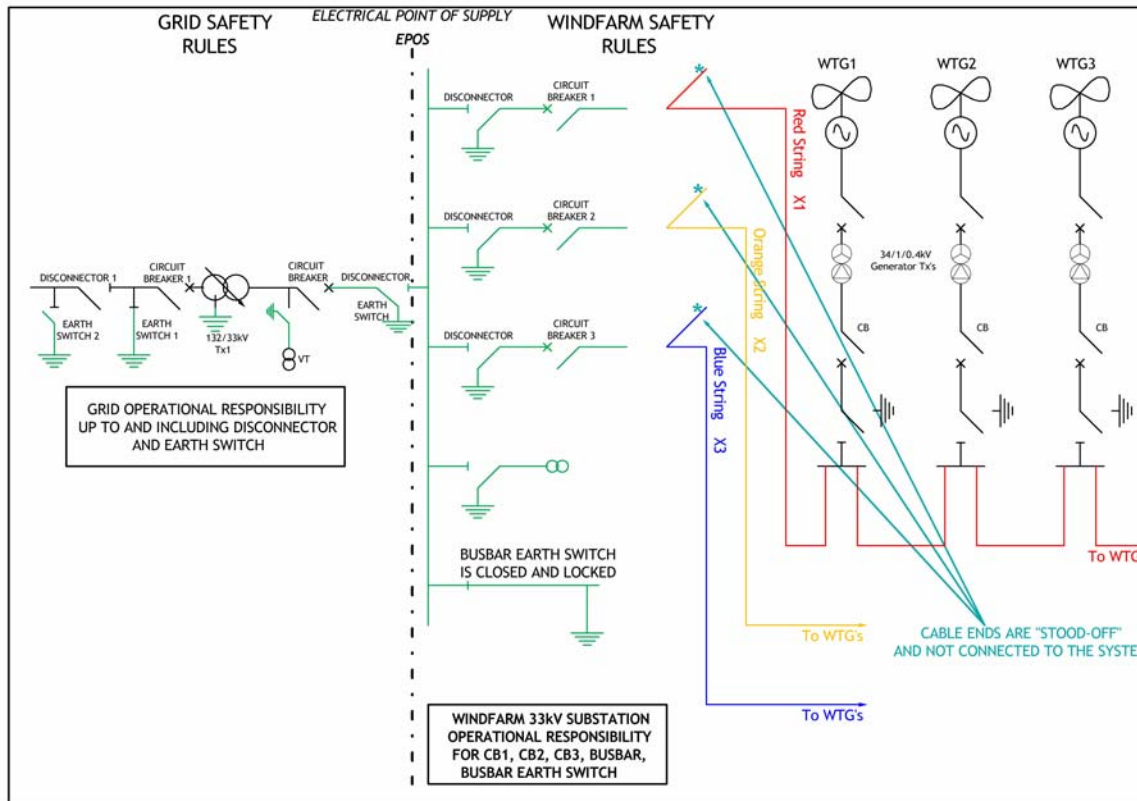 GRID SAFETY
RULES
ELECTRICAL POINT OF SUPPLY
EPOS
WINDFARM SAFETY
RULES
WTG1
WTG2
WTG3
DISCONNECTOR
CIRCUIT
BREAKER 1
*
Red String X1
DISCONNECTOR
CIRCUIT
BREAKER 2
*
Orange String X2
34/1/0.4kV
Generator Tx's
DISCONNECTOR 1
CIRCUIT
BREAKER 1
CIRCUIT
BREAKER
DISCONNECTOR
EARTH
SWITCH
EARTH
SWITCH 2
EARTH
SWITCH 1
132/33kV
Tx1
VT
DISCONNECTOR
CIRCUIT
BREAKER 3
*
Blue String X3
CB
CB
CB
GRID OPERATIONAL RESPONSIBILITY
UP TO AND INCLUDING DISCONNECTOR
AND EARTH SWITCH
BUSBAR EARTH SWITCH
IS CLOSED AND LOCKED
To WTG
To WTG's
CABLE ENDS ARE "STOOD-OFF"
AND NOT CONNECTED TO THE SYSTE
To WTG's
WINDFARM 33kV SUBSTATION
OPERATIONAL RESPONSIBILITY
FOR CB1, CB2, CB3, BUSBAR,
BUSBAR EARTH SWITCH